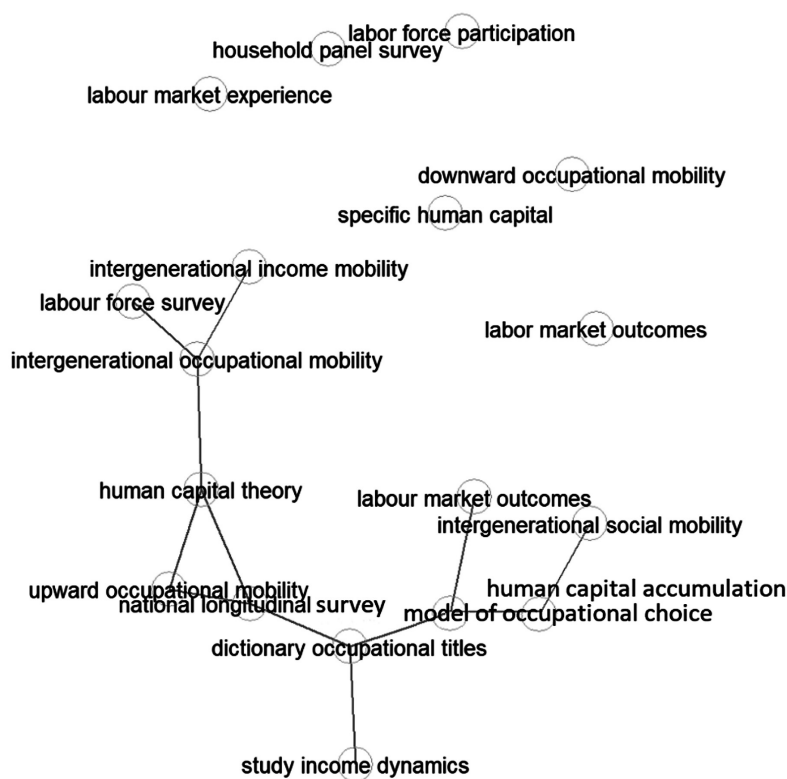 labor force participation
household panel survey
labour market experience
downward occupational mobility
specific human capital
intergenerational income mobility
labour force survey
labor market outcomes
intergenerational occupational mobility
human capital theory
labour market outcomes
intergenerational social mobility
upward occupational mobility
human capital accumulation
national longitudinal survey
model of occupational choice
dictionary occupational titles
study income dynamics